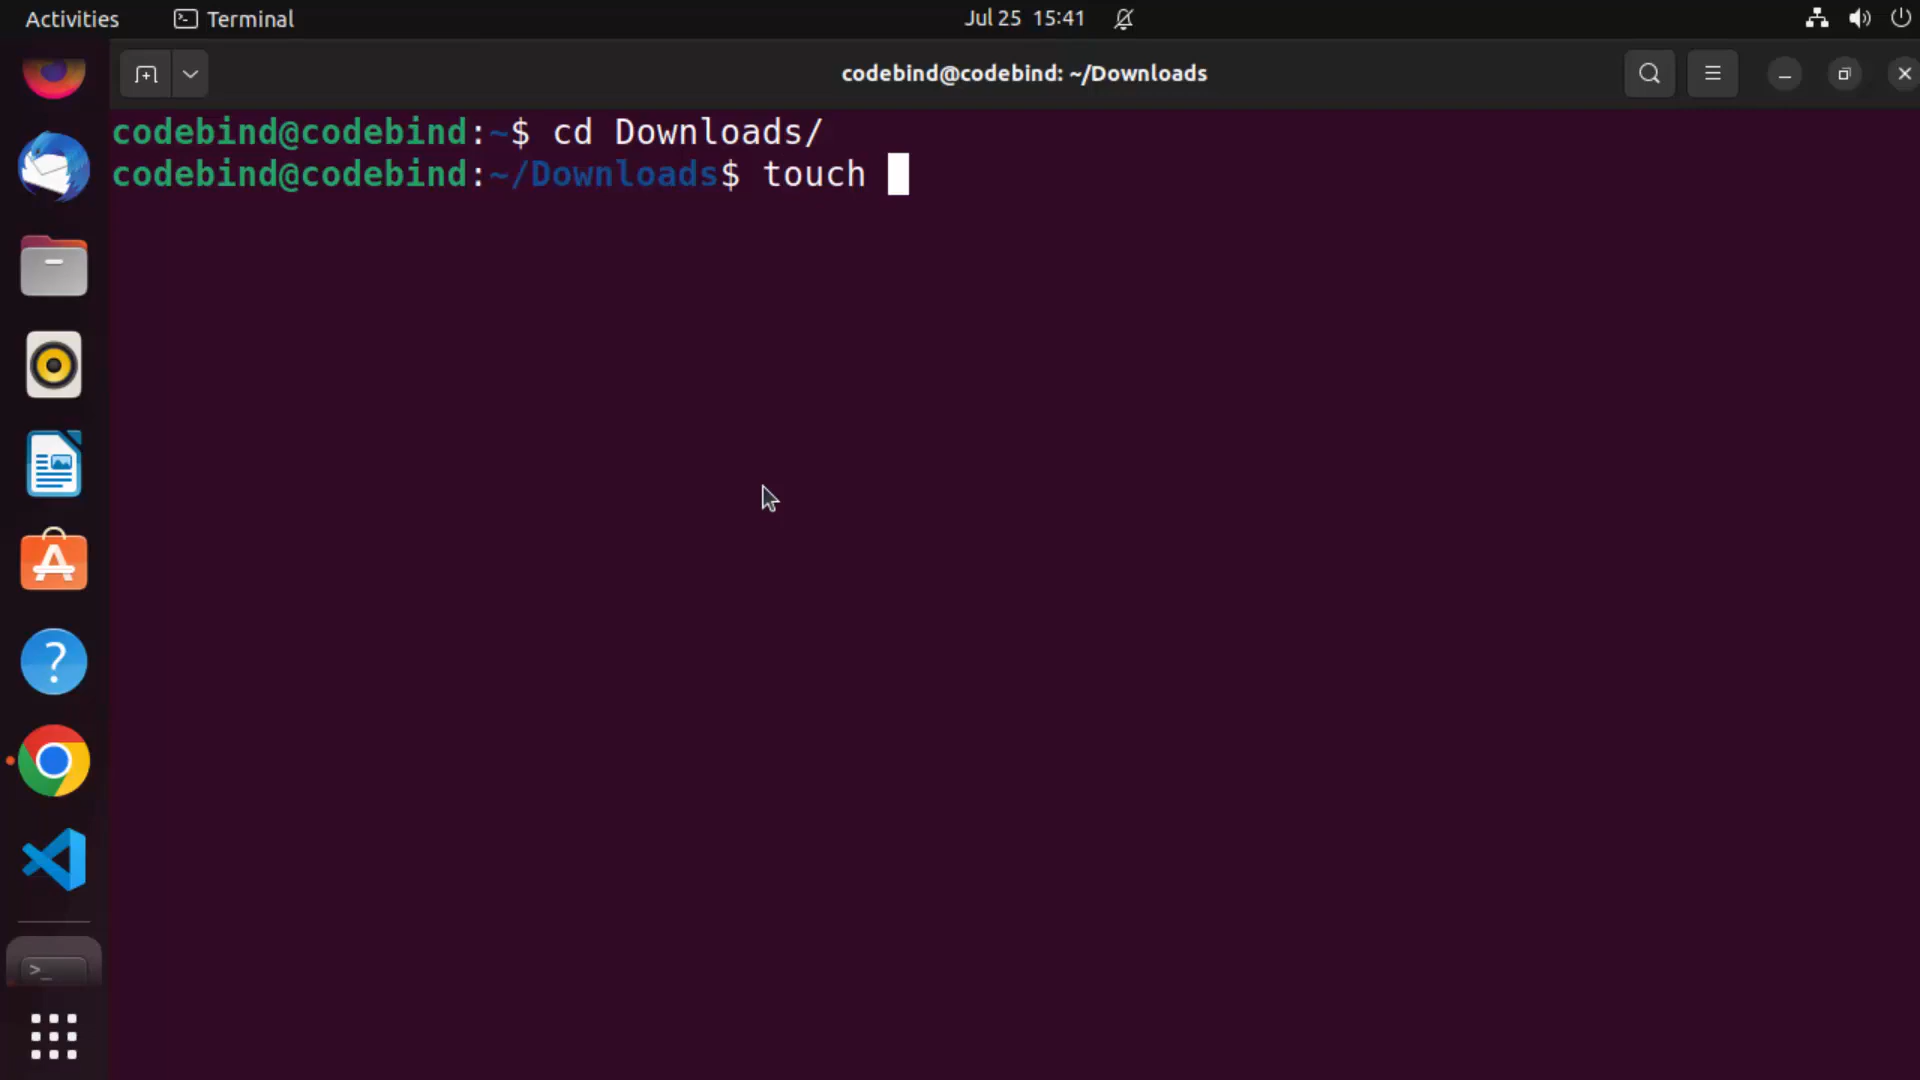 Activities Terminal Jul 25 15:41
codebind@codebind: ~/Downloads
codebind@codebind:~$ cd Downloads/
codebind@codebind:~/Downloads$ touch